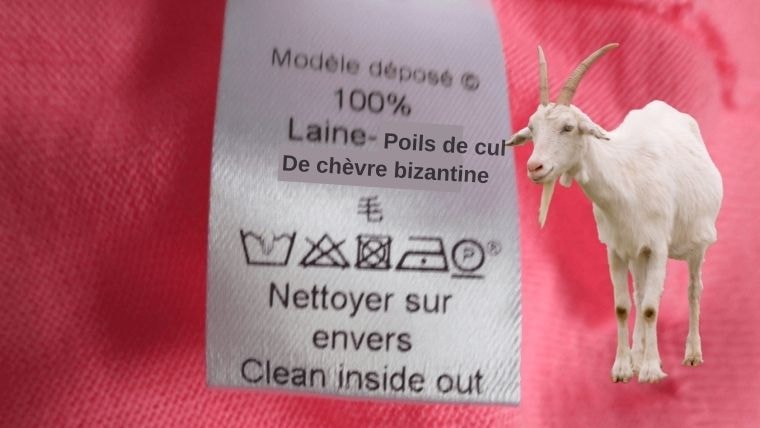 Modèle déposé ©
100%
Laine- Poils de cul
De chèvre bizantine
毛
P ®
Nettoyer sur
envers
Clean inside out